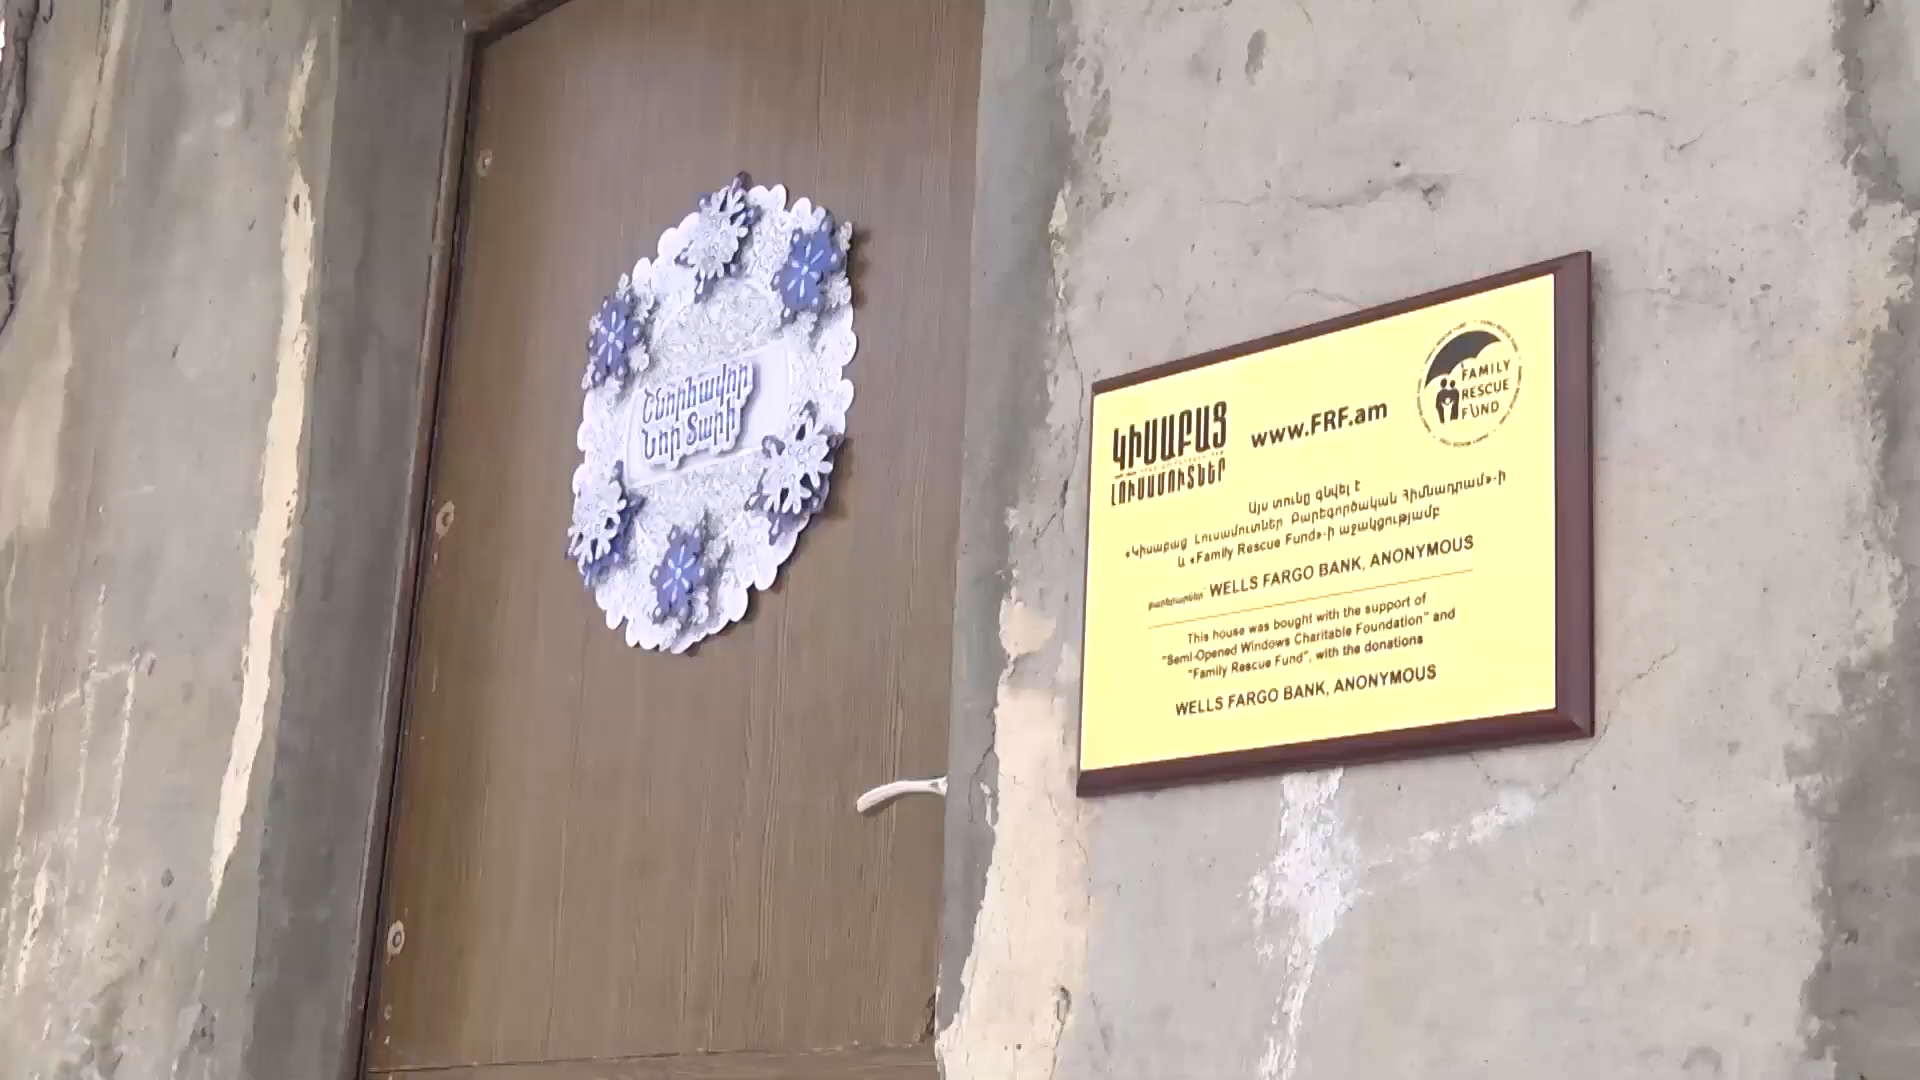 Շնորհավոր
Նոր Տարի
ԿԻՍԱԲԱՑ
ԼՈՒՍԱՄՈՒՏՆԵՐ
www.FRF.am
FAMILY
RESCUE
FUND
Այս տունը գնվել է
«Կիսաբաց Լուսամուտներ Բարեգործական Հիմնադրամ»-ի
և «Family Rescue Fund»-ի աջակցությամբ
բարերարներ՝ WELLS FARGO BANK, ANONYMOUS
This house was bought with the support of
"Semi-Opened Windows Charitable Foundation" and
"Family Rescue Fund", with the donations
WELLS FARGO BANK, ANONYMOUS